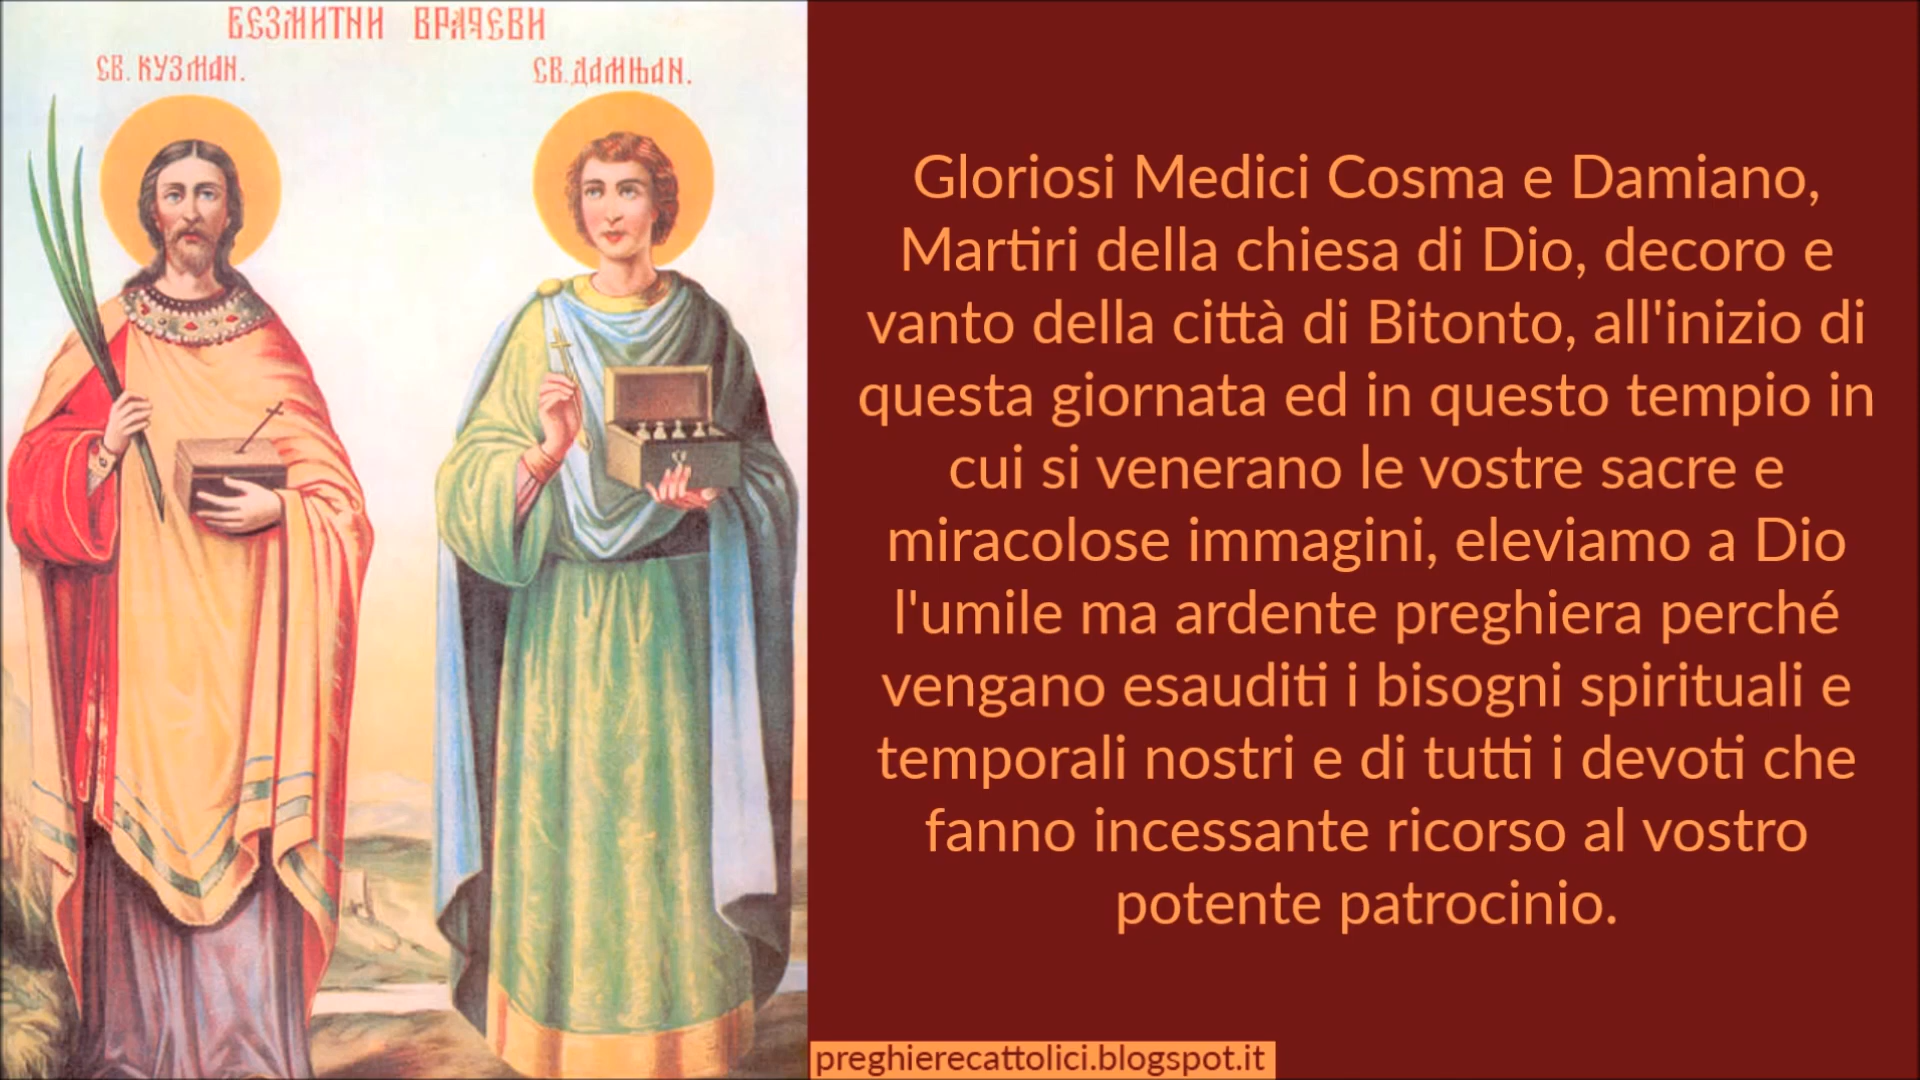 БЕЗМИТНИ ВРАЧЕВИ
СВ. КУЗМАН.
СВ. ДАМЊАН.
Gloriosi Medici Cosma e Damiano,
Martiri della chiesa di Dio, decoro e
vanto della città di Bitonto, all'inizio di
questa giornata ed in questo tempio in
cui si venerano le vostre sacre e
miracolose immagini, eleviamo a Dio
l'umile ma ardente preghiera perché
vengano esauditi i bisogni spirituali e
temporali nostri e di tutti i devoti che
fanno incessante ricorso al vostro
potente patrocinio.
preghierecattolici.blogspot.it